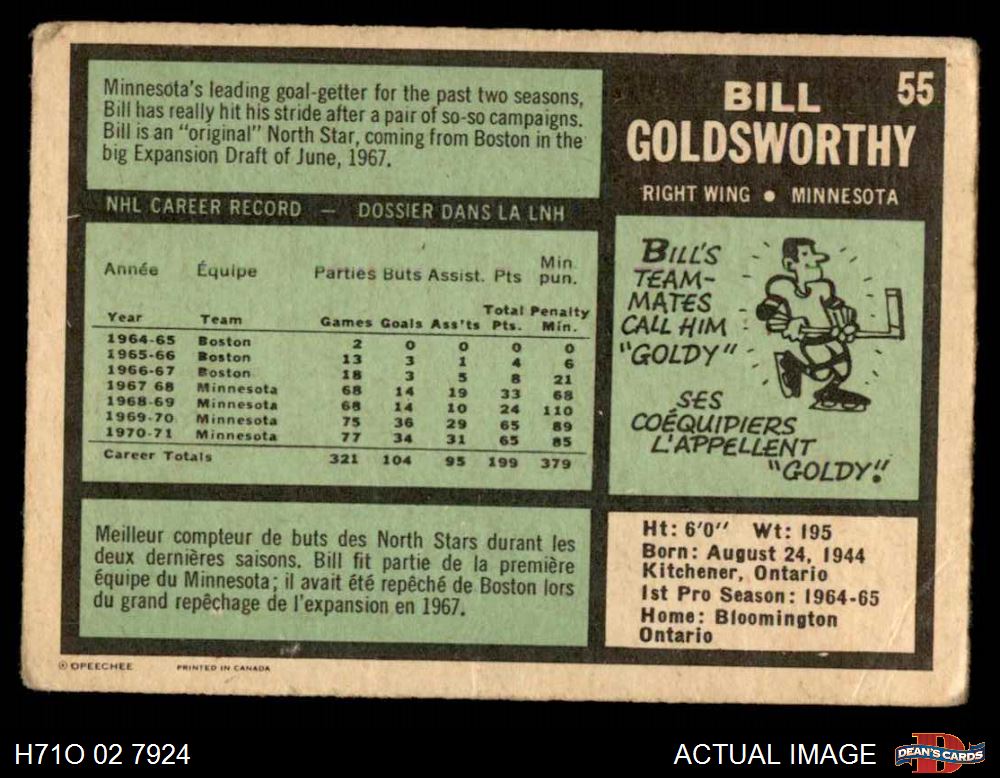 55
BILL
GOLDSWORTHY
RIGHT WING ● MINNESOTA
Minnesota's leading goal-getter for the past two seasons,
Bill has really hit his stride after a pair of so-so campaigns.
Bill is an "original" North Star, coming from Boston in the
big Expansion Draft of June, 1967.
NHL CAREER RECORD — DOSSIER DANS LA LNH
Année Équipe Parties Buts Assist. Pts Min. pun.
Year Team Games Goals Ass'ts Total Pts. Penalty Min.
1964-65 Boston 2 0 0 0 0
1965-66 Boston 13 3 1 4 6
1966-67 Boston 18 3 5 8 21
1967 68 Minnesota 68 14 19 33 68
1968-69 Minnesota 68 14 10 24 110
1969-70 Minnesota 75 36 29 65 89
1970-71 Minnesota 77 34 31 65 85
Career Totals 321 104 95 199 379
BILL'S
TEAM-
MATES
CALL HIM
"GOLDY"
SES
COÉQUIPIERS
L'APPELLENT
"GOLDY"!
Meilleur compteur de buts des North Stars durant les
deux dernières saisons. Bill fit partie de la première
équipe du Minnesota; il avait été repêché de Boston lors
du grand repêchage de l'expansion en 1967.
Ht: 6'0" Wt: 195
Born: August 24, 1944
Kitchener, Ontario
1st Pro Season: 1964-65
Home: Bloomington
Ontario
© OPEECHEE PRINTED IN CANADA
H71O 02 7924
ACTUAL IMAGE
D
DEAN'S CARDS